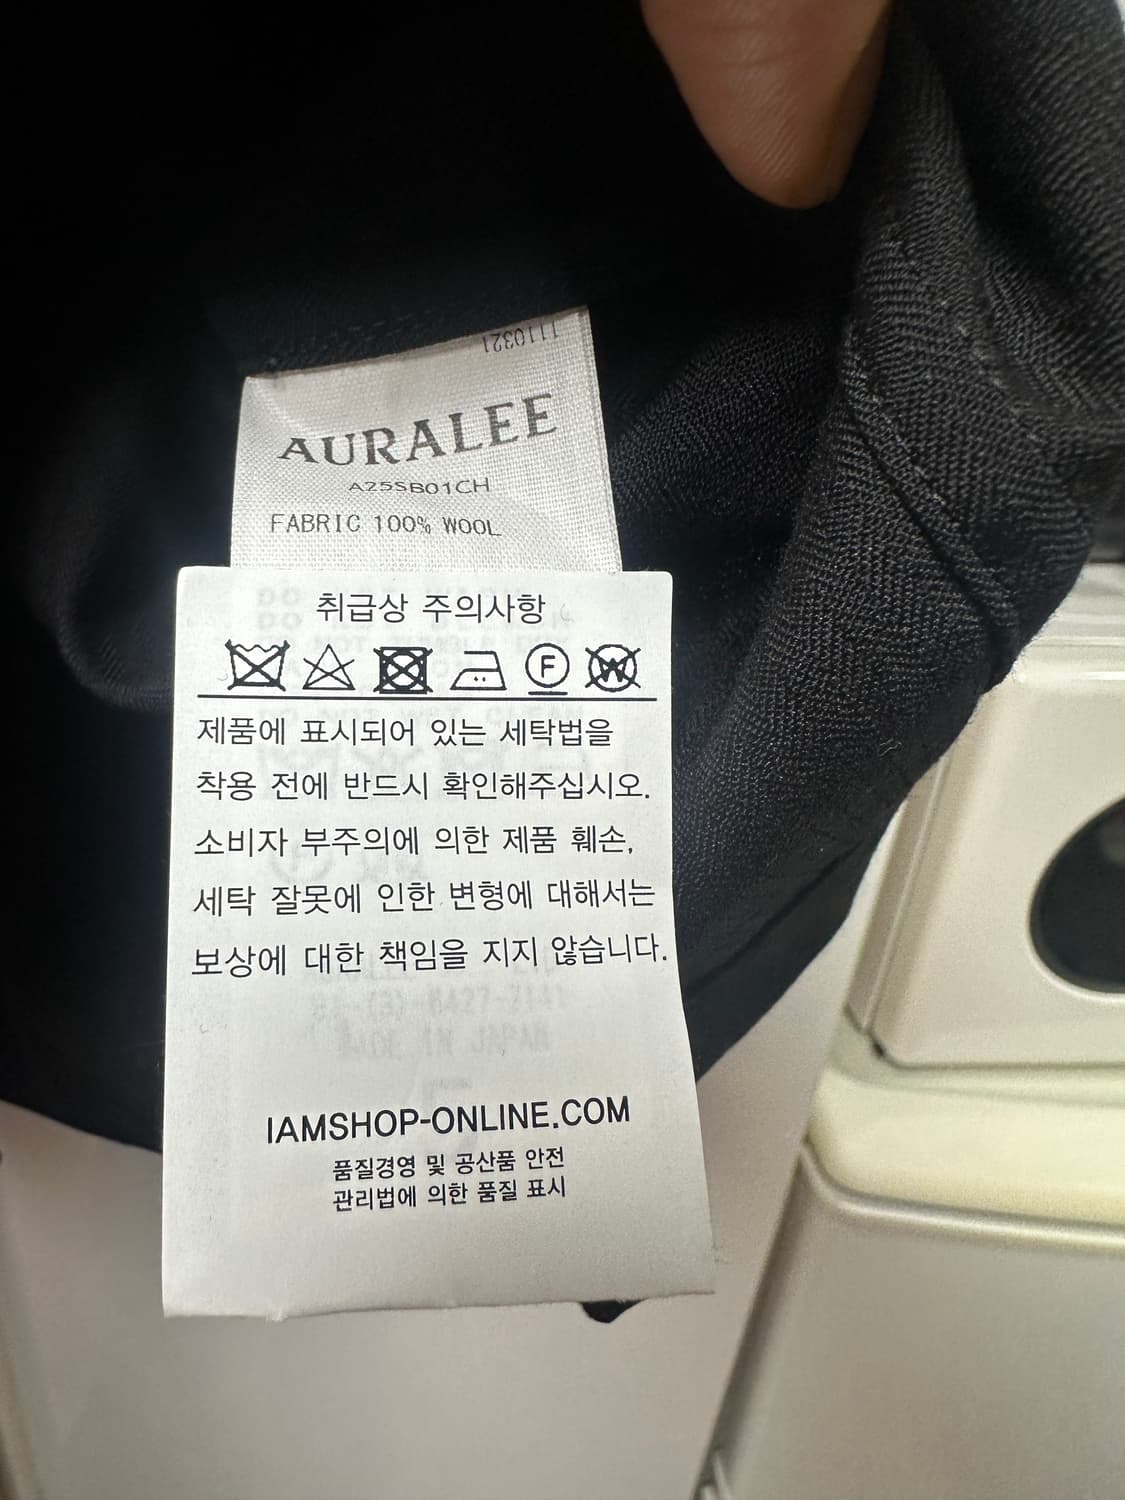 1110321
AURALEE
A25SB01CH
FABRIC 100% WOOL
취급상 주의사항
F W
제품에 표시되어 있는 세탁법을
착용 전에 반드시 확인해주십시오.
소비자 부주의에 의한 제품 훼손,
세탁 잘못에 인한 변형에 대해서는
보상에 대한 책임을 지지 않습니다.
MADE IN JAPAN
IAMSHOP-ONLINE.COM
품질경영 및 공산품 안전
관리법에 의한 품질 표시